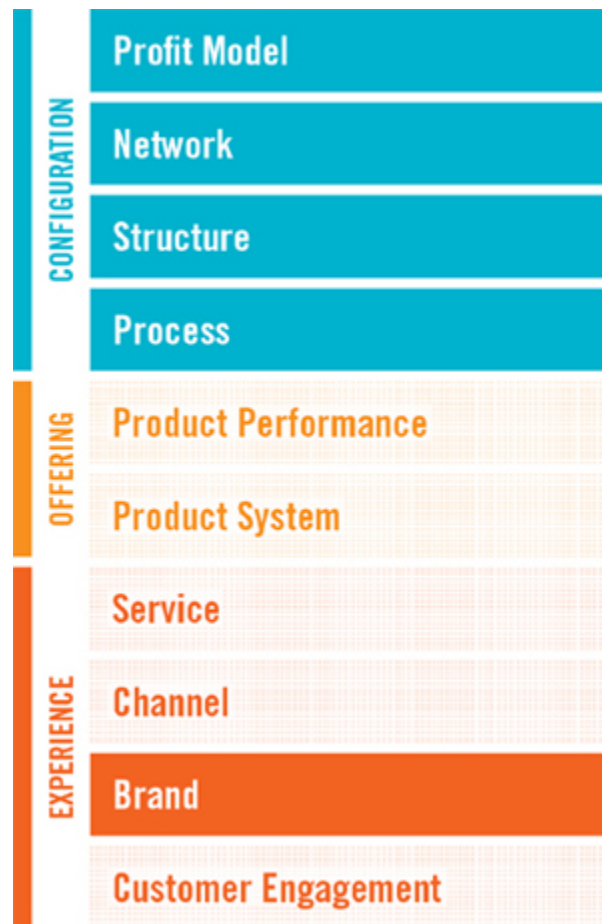 CONFIGURATION
Profit Model
Network
Structure
Process
OFFERING
Product Performance
Product System
EXPERIENCE
Service
Channel
Brand
Customer Engagement